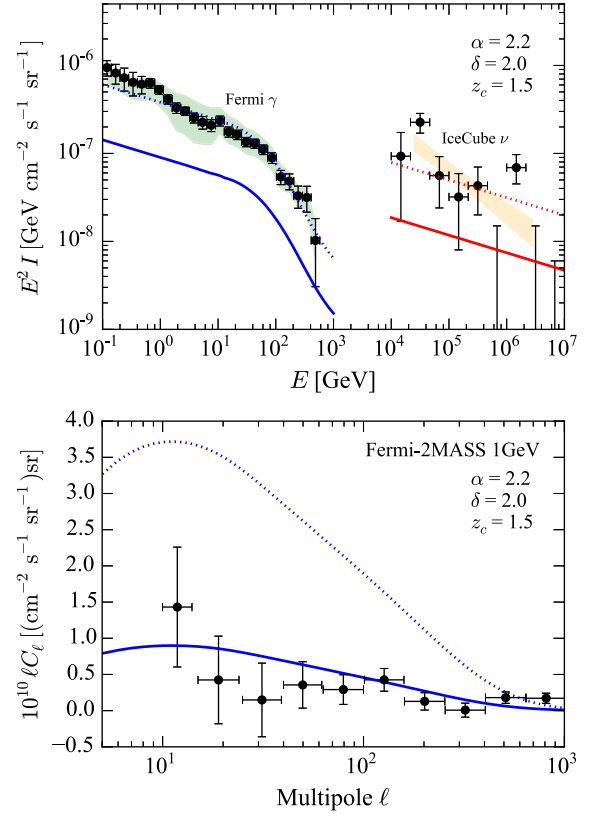 10⁻⁶
10⁻⁷
10⁻⁸
10⁻⁹
E² I [GeV cm⁻² s⁻¹ sr⁻¹]
Fermi γ
IceCube ν
α = 2.2
δ = 2.0
z_c = 1.5
10⁻¹ 10⁰ 10¹ 10² 10³ 10⁴ 10⁵ 10⁶ 10⁷
E [GeV]
4.0
3.5
3.0
2.5
2.0
1.5
1.0
0.5
0.0
−0.5
10¹⁰ ℓC_ℓ [(cm⁻² s⁻¹ sr⁻¹)sr]
Fermi-2MASS 1GeV
α = 2.2
δ = 2.0
z_c = 1.5
10¹ 10² 10³
Multipole ℓ